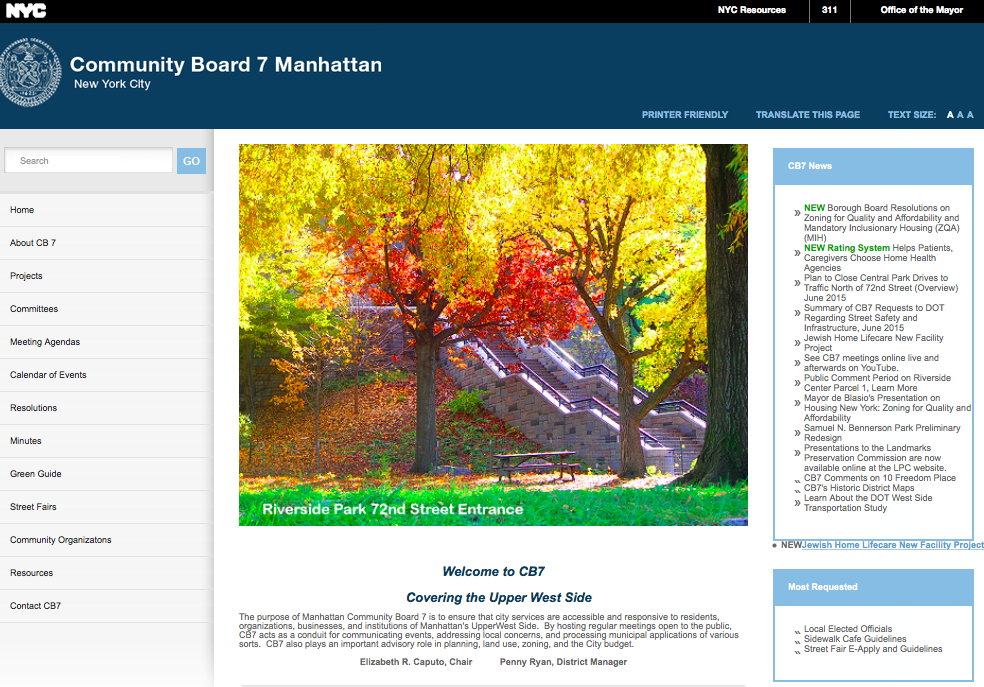 NYC
NYC Resources
311
Office of the Mayor
Community Board 7 Manhattan
New York City
PRINTER FRIENDLY
TRANSLATE THIS PAGE
TEXT SIZE: A A A
Search
GO
Home
About CB 7
Projects
Committees
Meeting Agendas
Calendar of Events
Resolutions
Minutes
Green Guide
Street Fairs
Community Organizatons
Resources
Contact CB7
Riverside Park 72nd Street Entrance
Welcome to CB7
Covering the Upper West Side
The purpose of Manhattan Community Board 7 is to ensure that city services are accessible and responsive to residents,
organizations, businesses, and institutions of Manhattan's UpperWest Side. By hosting regular meetings open to the public,
CB7 acts as a conduit for communicating events, addressing local concerns, and processing municipal applications of various
sorts. CB7 also plays an important advisory role in planning, land use, zoning, and the City budget.
Elizabeth R. Caputo, Chair Penny Ryan, District Manager
CB7 News
» NEW Borough Board Resolutions on
Zoning for Quality and Affordability and
Mandatory Inclusionary Housing (ZQA)
(MIH)
» NEW Rating System Helps Patients,
Caregivers Choose Home Health
Agencies
» Plan to Close Central Park Drives to
Traffic North of 72nd Street (Overview)
June 2015
» Summary of CB7 Requests to DOT
Regarding Street Safety and
Infrastructure, June 2015
» Jewish Home Lifecare New Facility
Project
» See CB7 meetings online live and
afterwards on YouTube.
» Public Comment Period on Riverside
Center Parcel 1, Learn More
» Mayor de Blasio's Presentation on
Housing New York: Zoning for Quality and
Affordability
» Samuel N. Bennerson Park Preliminary
Redesign
» Presentations to the Landmarks
Preservation Commission are now
available online at the LPC website.
» CB7 Comments on 10 Freedom Place
» CB7's Historic District Maps
» Learn About the DOT West Side
Transportation Study
• NEWJewish Home Lifecare New Facility Project
Most Requested
» Local Elected Officials
» Sidewalk Cafe Guidelines
» Street Fair E-Apply and Guidelines